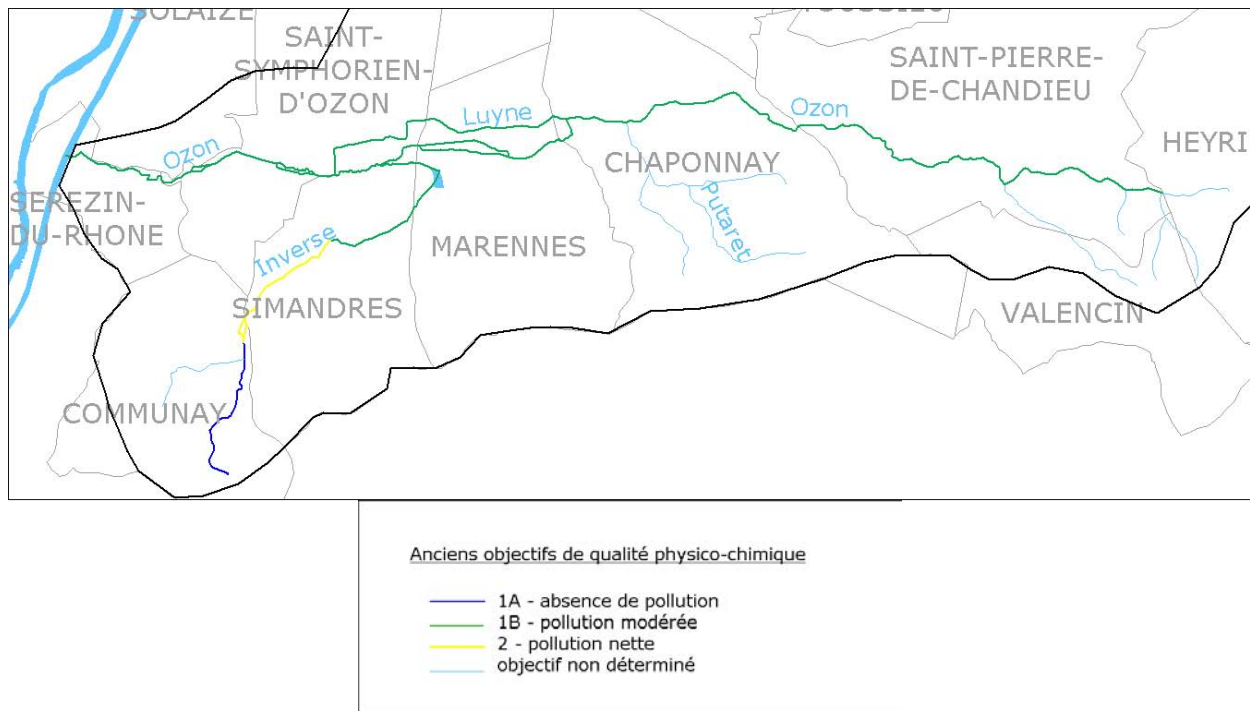 SOLAIZE
SAINT-
SYMPHORIEN-
D'OZON
TOUSSIEU
SAINT-PIERRE-
DE-CHANDIEU
Luyne
Ozon
Ozon
HEYRI
CHAPONNAY
SEREZIN-
DU-RHONE
Putaret
Inverse
MARENNES
SIMANDRES
VALENCIN
COMMUNAY
Anciens objectifs de qualité physico-chimique
1A - absence de pollution
1B - pollution modérée
2 - pollution nette
objectif non déterminé